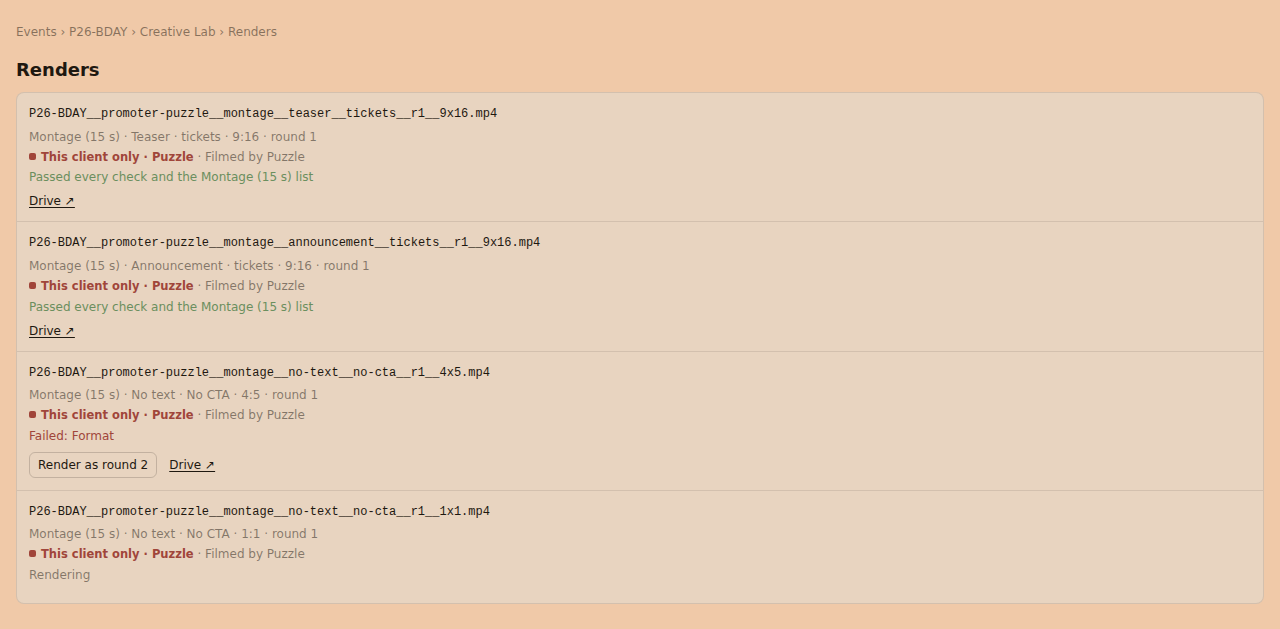 Events › P26-BDAY › Creative Lab › Renders
Renders
P26-BDAY__promoter-puzzle__montage__teaser__tickets__r1__9x16.mp4
Montage (15 s) · Teaser · tickets · 9:16 · round 1
This client only · Puzzle · Filmed by Puzzle
Passed every check and the Montage (15 s) list
Drive ↗
P26-BDAY__promoter-puzzle__montage__announcement__tickets__r1__9x16.mp4
Montage (15 s) · Announcement · tickets · 9:16 · round 1
This client only · Puzzle · Filmed by Puzzle
Passed every check and the Montage (15 s) list
Drive ↗
P26-BDAY__promoter-puzzle__montage__no-text__no-cta__r1__4x5.mp4
Montage (15 s) · No text · No CTA · 4:5 · round 1
This client only · Puzzle · Filmed by Puzzle
Failed: Format
Render as round 2 Drive ↗
P26-BDAY__promoter-puzzle__montage__no-text__no-cta__r1__1x1.mp4
Montage (15 s) · No text · No CTA · 1:1 · round 1
This client only · Puzzle · Filmed by Puzzle
Rendering